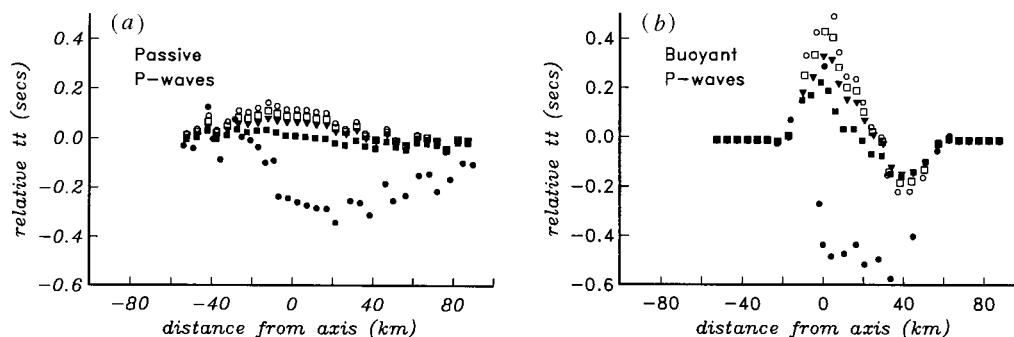 (a)
Passive
P-waves
relative tt (secs)
0.4
0.2
0.0
-0.2
-0.4
-0.6
-80
-40
0
40
80
distance from axis (km)
(b)
Buoyant
P-waves
relative tt (secs)
0.4
0.2
0.0
-0.2
-0.4
-0.6
-80
-40
0
40
80
distance from axis (km)